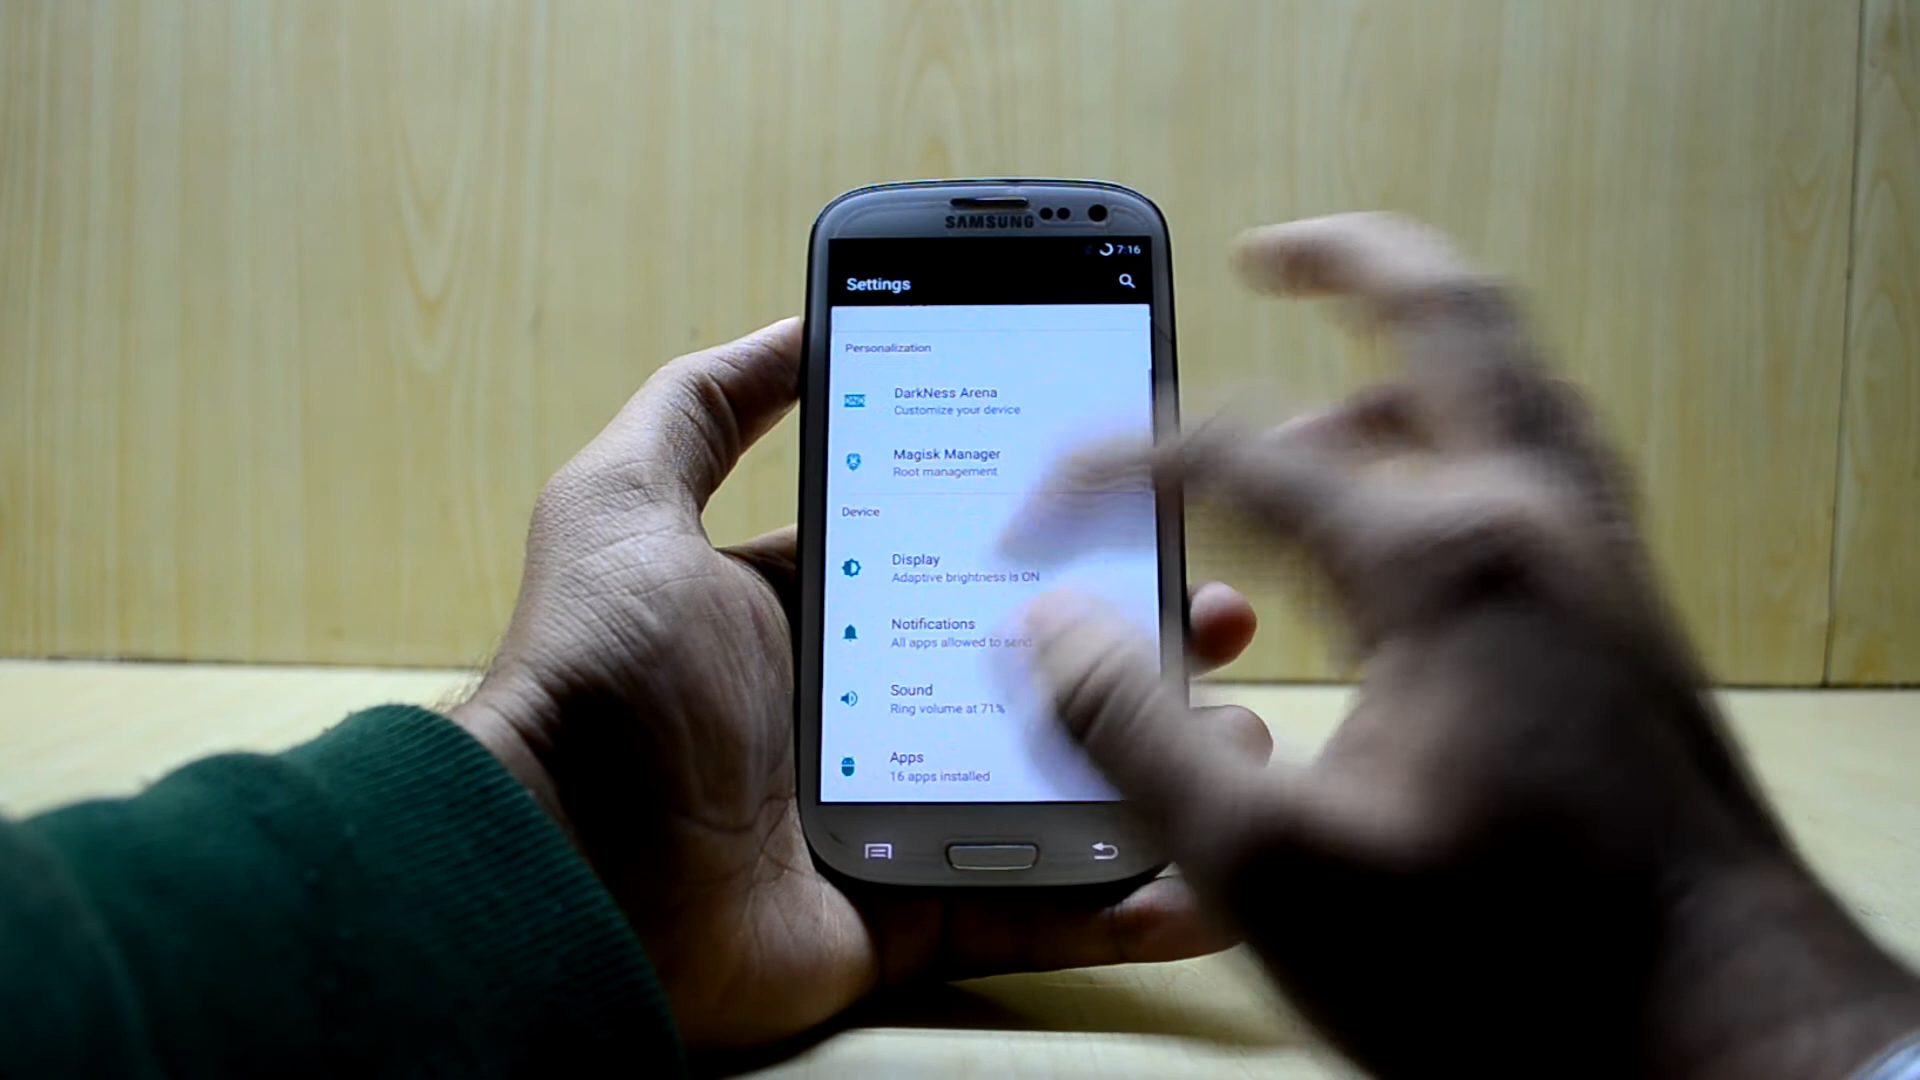 SAMSUNG
7:16
Settings
Personalization
DarkNess Arena
Customize your device
Magisk Manager
Root management
Device
Display
Adaptive brightness is ON
Notifications
All apps allowed to send
Sound
Ring volume at 71%
Apps
16 apps installed